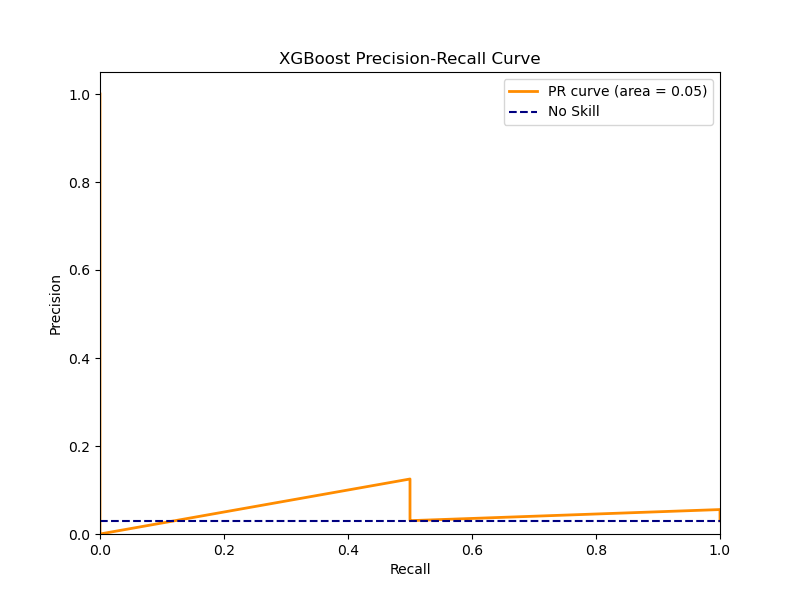 XGBoost Precision-Recall Curve
PR curve (area = 0.05)
No Skill
Precision
1.0
0.8
0.6
0.4
0.2
0.0
0.0 0.2 0.4 0.6 0.8 1.0
Recall